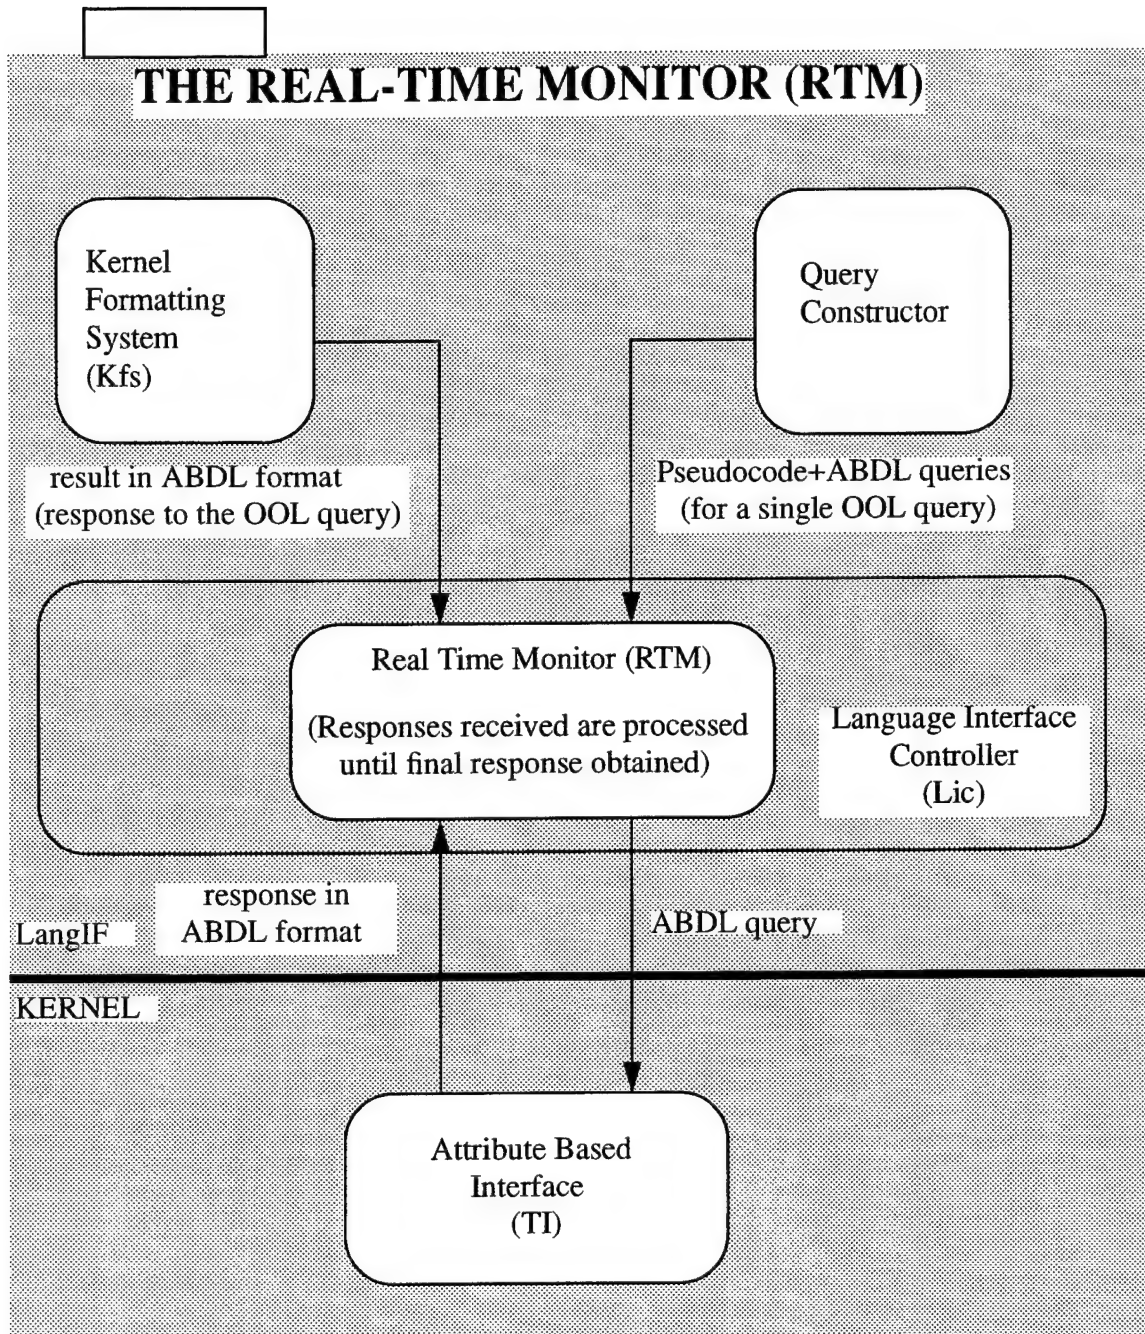 THE REAL-TIME MONITOR (RTM)
Kernel
Formatting
System
(Kfs)
Query
Constructor
result in ABDL format
(response to the OOL query)
Pseudocode+ABDL queries
(for a single OOL query)
Real Time Monitor (RTM)
(Responses received are processed
until final response obtained)
Language Interface
Controller
(Lic)
response in
ABDL format
LangIF
ABDL query
KERNEL
Attribute Based
Interface
(TI)